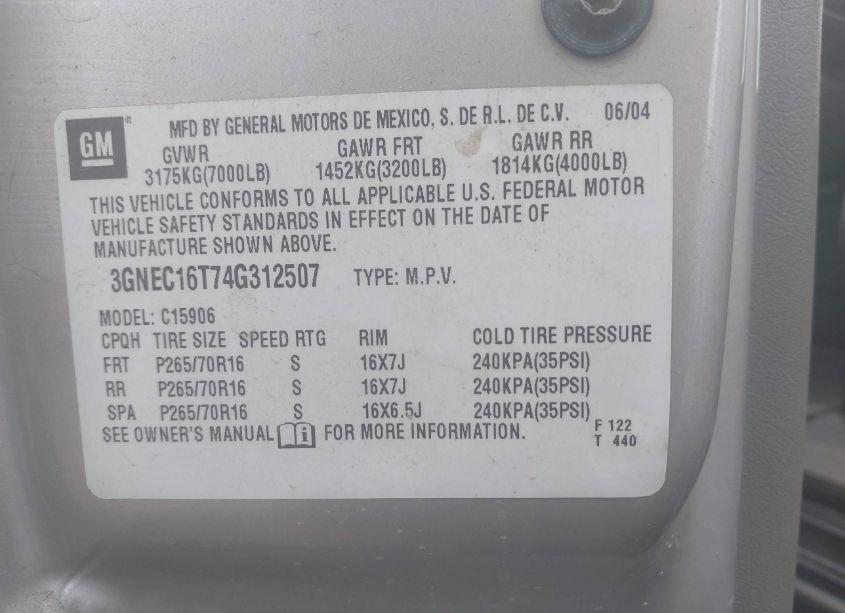 GM ®
MFD BY GENERAL MOTORS DE MEXICO, S. DE R.L. DE C.V. 06/04
GVWR GAWR FRT GAWR RR
3175KG(7000LB) 1452KG(3200LB) 1814KG(4000LB)
THIS VEHICLE CONFORMS TO ALL APPLICABLE U.S. FEDERAL MOTOR
VEHICLE SAFETY STANDARDS IN EFFECT ON THE DATE OF
MANUFACTURE SHOWN ABOVE.
3GNEC16T74G312507 TYPE: M.P.V.
MODEL: C15906
CPQH TIRE SIZE SPEED RTG RIM COLD TIRE PRESSURE
FRT P265/70R16 S 16X7J 240KPA(35PSI)
RR P265/70R16 S 16X7J 240KPA(35PSI)
SPA P265/70R16 S 16X6.5J 240KPA(35PSI)
SEE OWNER'S MANUAL i FOR MORE INFORMATION.
F 122
T 440